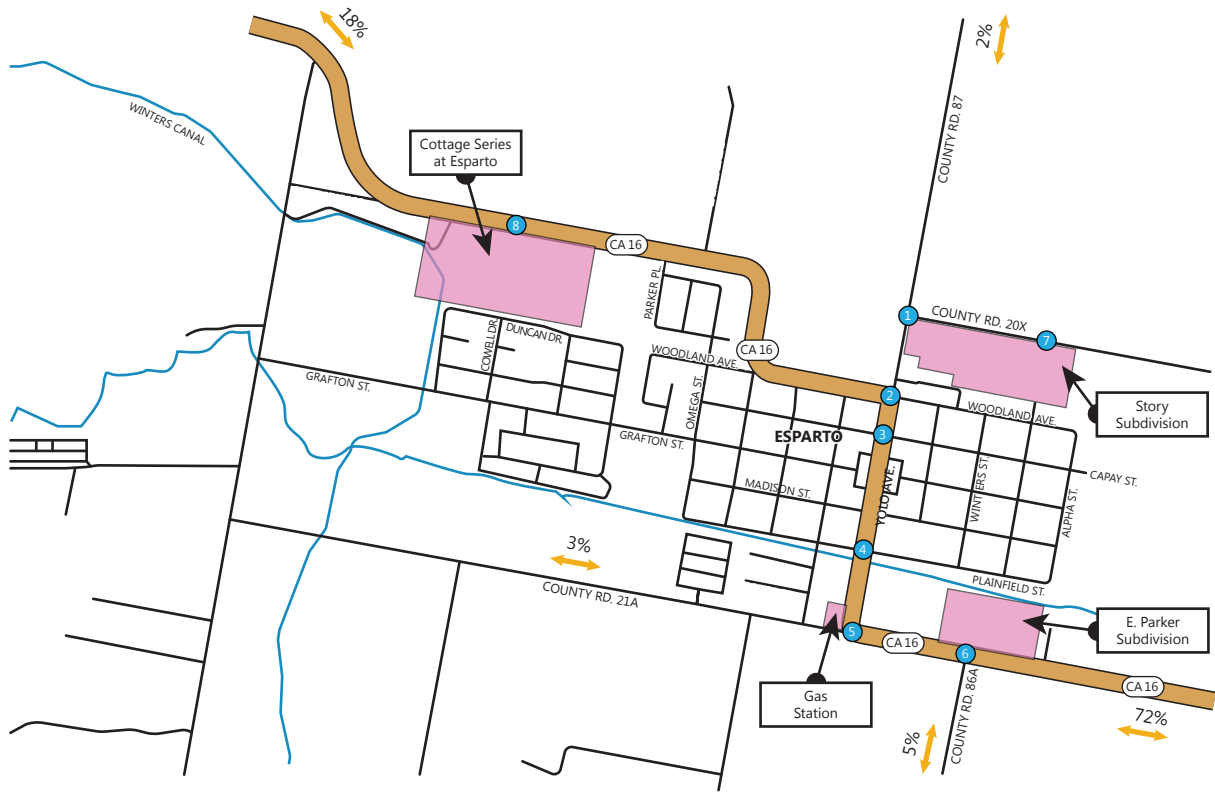 18%
2%
WINTERS CANAL
COUNTY RD. 87
Cottage Series
at Esparto
8
CA 16
PARKER PL.
1
COUNTY RD. 20X
7
COWELL DR.
DUNCAN DR.
CA 16
WOODLAND AVE.
GRAFTON ST.
OMEGA ST.
2
WOODLAND AVE.
Story
Subdivision
GRAFTON ST.
ESPARTO
3
CAPAY ST.
MADISON ST.
YOLO AVE.
WINTERS ST.
ALPHA ST.
3%
4
PLAINFIELD ST.
COUNTY RD. 21A
5
CA 16
6
E. Parker
Subdivision
Gas
Station
CA 16
72%
5%
COUNTY RD. 86A